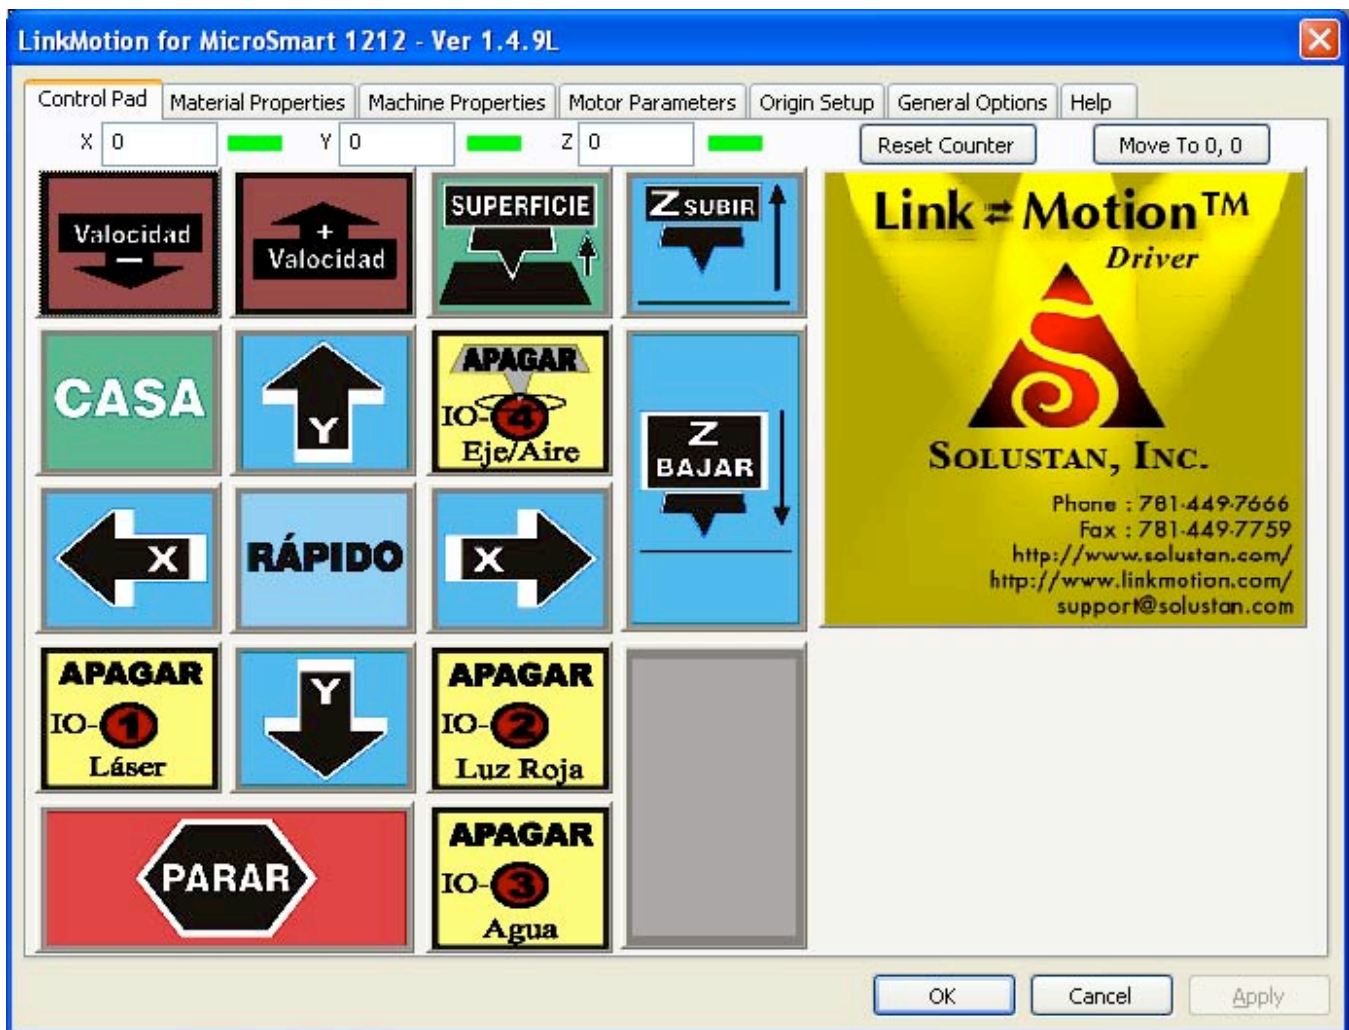 LinkMotion for MicroSmart 1212 - Ver 1.4.9L
Control Pad Material Properties Machine Properties Motor Parameters Origin Setup General Options Help
X 0 Y 0 Z 0 Reset Counter Move To 0, 0
Valocidad
–
+
Valocidad
SUPERFICIE
Z SUBIR
Link ⇄ Motion™
Driver
SOLUSTAN, INC.
Phone : 781-449-7666
Fax : 781-449-7759
http://www.solustan.com/
http://www.linkmotion.com/
support@solustan.com
CASA
Y
APAGAR
IO-4
Eje/Aire
Z
BAJAR
X
RÁPIDO
X
APAGAR
IO-1
Láser
Y
APAGAR
IO-2
Luz Roja
PARAR
APAGAR
IO-3
Agua
OK Cancel Apply